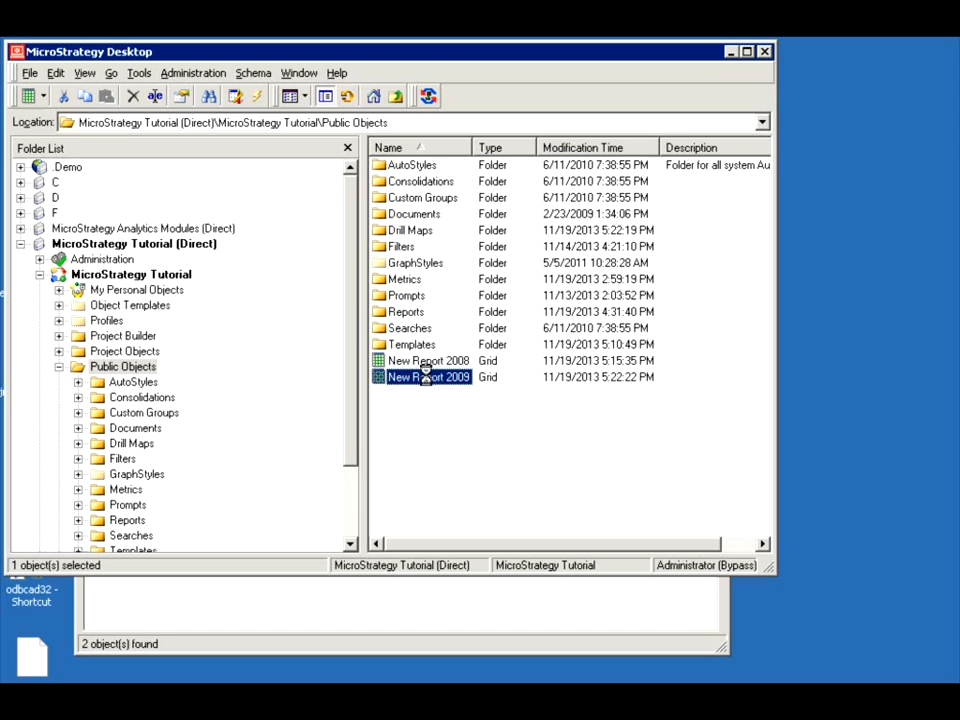 MicroStrategy Desktop
File Edit View Go Tools Administration Schema Window Help
Location: MicroStrategy Tutorial (Direct)\MicroStrategy Tutorial\Public Objects
Folder List
.Demo
C
D
F
MicroStrategy Analytics Modules (Direct)
MicroStrategy Tutorial (Direct)
Administration
MicroStrategy Tutorial
My Personal Objects
Object Templates
Profiles
Project Builder
Project Objects
Public Objects
AutoStyles
Consolidations
Custom Groups
Documents
Drill Maps
Filters
GraphStyles
Metrics
Prompts
Reports
Searches
Templates
Name Type Modification Time Description
AutoStyles Folder 6/11/2010 7:38:55 PM Folder for all system Au
Consolidations Folder 6/11/2010 7:38:55 PM
Custom Groups Folder 6/11/2010 7:38:55 PM
Documents Folder 2/23/2009 1:34:06 PM
Drill Maps Folder 11/19/2013 5:22:19 PM
Filters Folder 11/14/2013 4:21:10 PM
GraphStyles Folder 5/5/2011 10:28:28 AM
Metrics Folder 11/19/2013 2:59:19 PM
Prompts Folder 11/13/2013 2:03:52 PM
Reports Folder 11/19/2013 4:31:40 PM
Searches Folder 6/11/2010 7:38:55 PM
Templates Folder 11/19/2013 5:10:49 PM
New Report 2008 Grid 11/19/2013 5:15:35 PM
New Report 2009 Grid 11/19/2013 5:22:22 PM
1 object(s) selected MicroStrategy Tutorial (Direct) MicroStrategy Tutorial Administrator (Bypass)
odbcad32 -
Shortcut
2 object(s) found